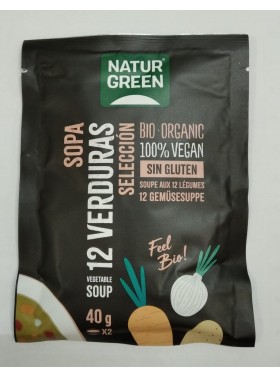 NATUR
GREEN
SOPA
12 VERDURAS
SELECCIÓN
VEGETABLE
SOUP
BIO·ORGANIC
100% VEGAN
SIN GLUTEN
SOUPE AUX 12 LÉGUMES
12 GEMÜSESUPPE
Feel
Bio!
40 g
X2